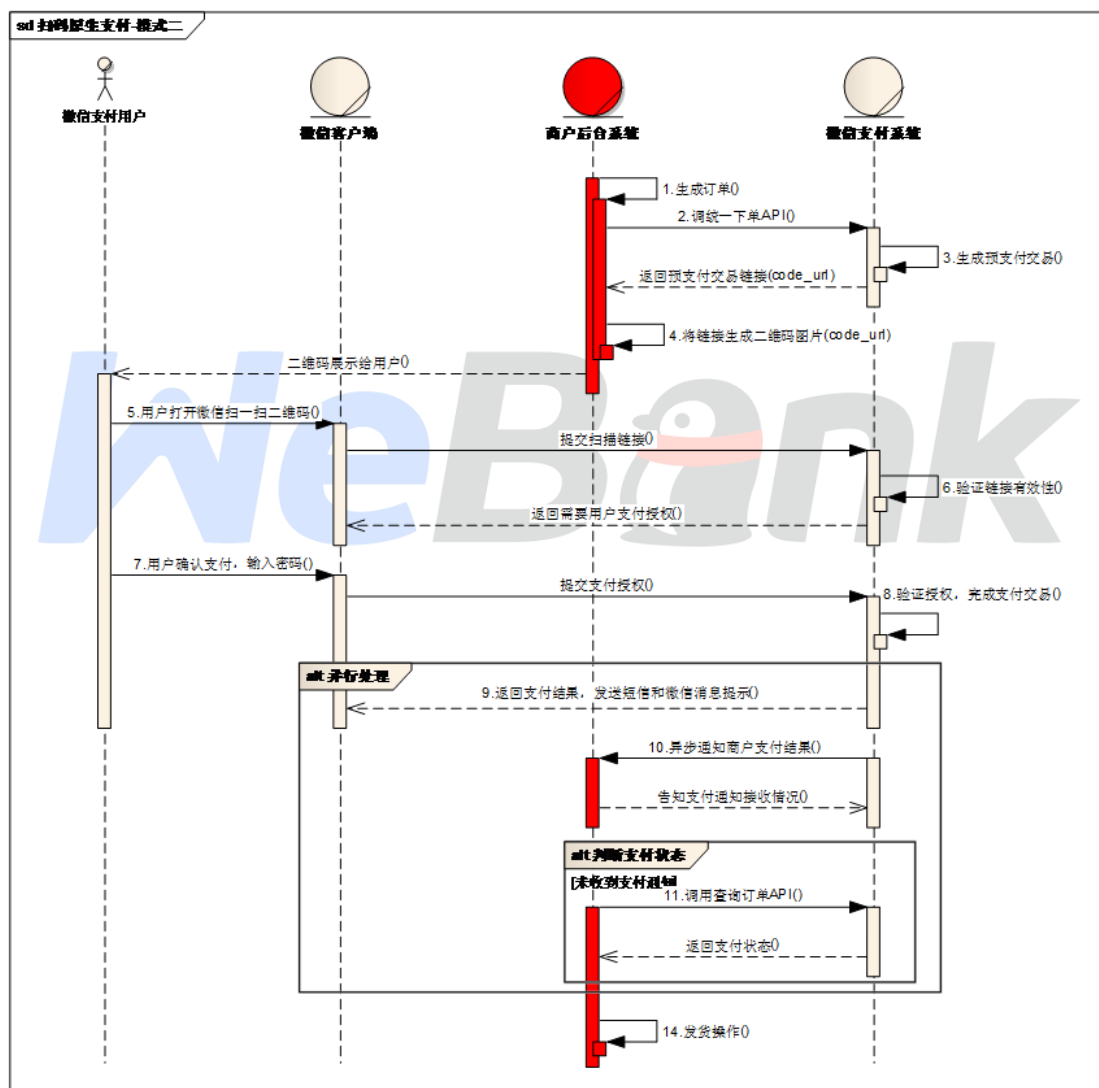 sd 扫码原生支付-模式二
微信支付用户
微信客户端
商户后台系统
微信支付系统
1.生成订单()
2.调统一下单API()
3.生成预支付交易()
返回预支付交易链接(code_url)
4.将链接生成二维码图片(code_url)
二维码展示给用户()
5.用户打开微信扫一扫二维码()
提交扫描链接()
6.验证链接有效性()
返回需要用户支付授权()
7.用户确认支付，输入密码()
提交支付授权()
8.验证授权，完成支付交易()
alt 并行处理
9.返回支付结果，发送短信和微信消息提示()
10.异步通知商户支付结果()
告知支付通知接收情况()
alt 判断支付状态
[未收到支付通知]
11.调用查询订单API()
返回支付状态()
14.发货操作()
WeBank